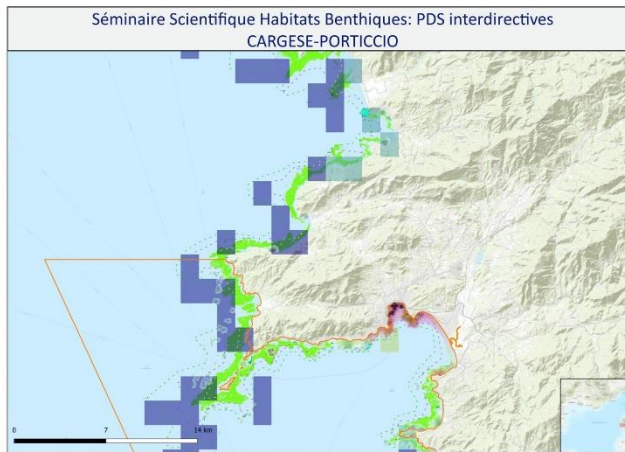 Séminaire Scientifique Habitats Benthiques: PDS interdirectives
CARGESE-PORTICCIO
0 7 14 km